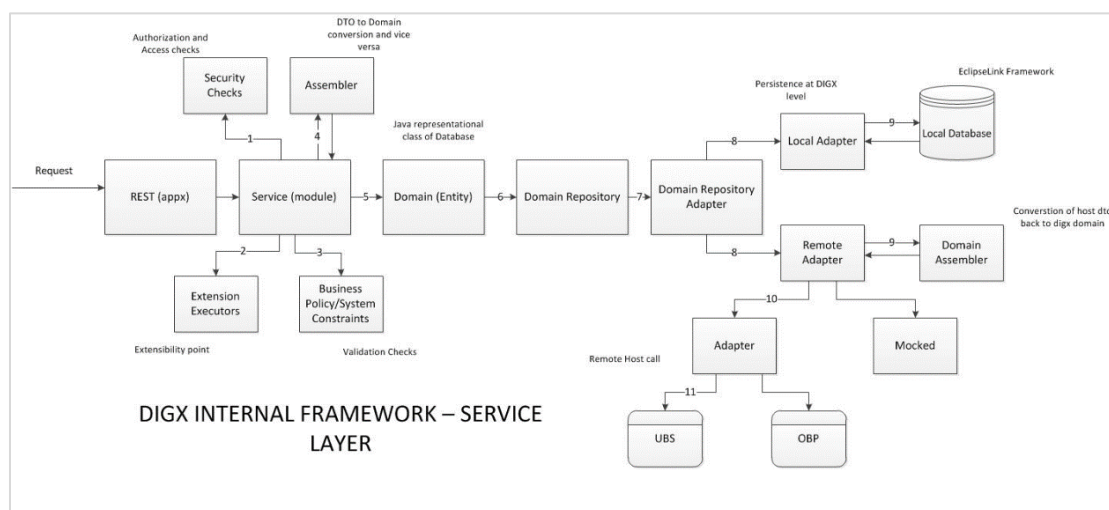 Authorization and
Access checks
DTO to Domain
conversion and vice
versa
Security
Checks
Assembler
1
4
Java representational
class of Database
Persistence at DIGX
level
EclipseLink Framework
8
Local Adapter
9
Local Database
Request
REST (appx)
Service (module)
5
Domain (Entity)
6
Domain Repository
7
Domain Repository
Adapter
2
3
8
Extension
Executors
Business
Policy/System
Constraints
Extensibility point
Validation Checks
Converstion of host dto
back to digx domain
Remote
Adapter
9
Domain
Assembler
10
Adapter
Mocked
Remote Host call
11
UBS
OBP
DIGX INTERNAL FRAMEWORK – SERVICE
LAYER